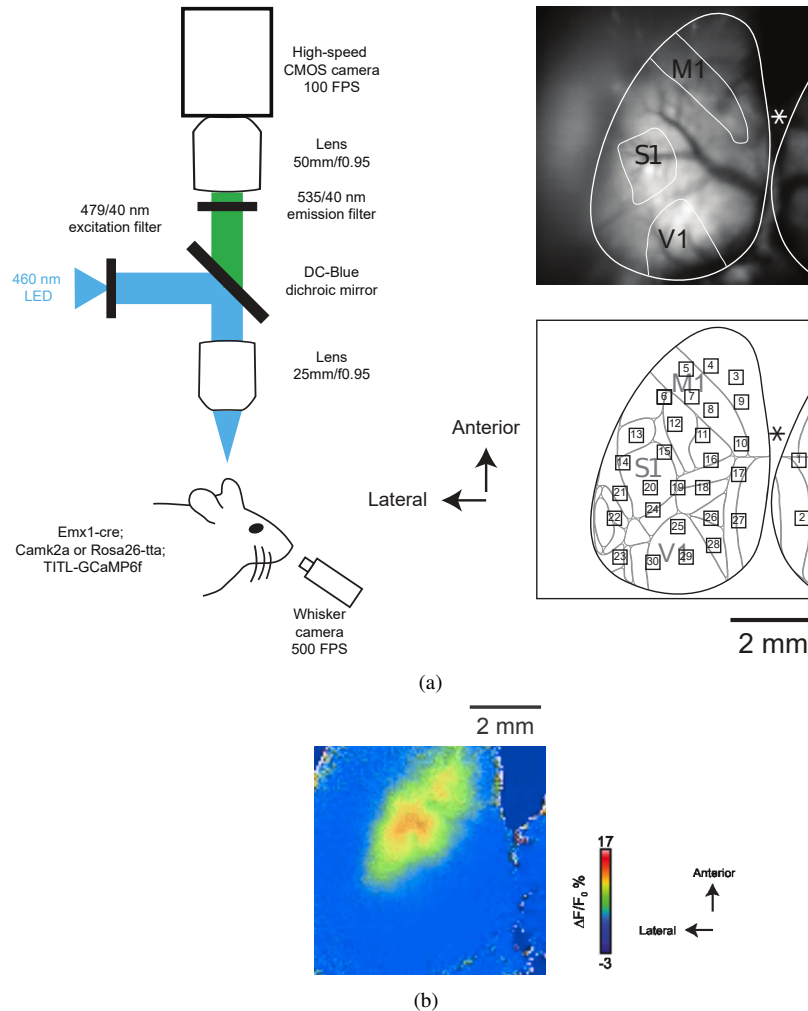 High-speed
CMOS camera
100 FPS
Lens
50mm/f0.95
535/40 nm
emission filter
479/40 nm
excitation filter
460 nm
LED
DC-Blue
dichroic mirror
Lens
25mm/f0.95
Anterior
Lateral
Emx1-cre;
Camk2a or Rosa26-tta;
TITL-GCaMP6f
Whisker
camera
500 FPS
M1
*
S1
V1
5 4 3
M1
6 7 8 9
*
12 11 10
13
15 16
14 S1 17 1
21 20 19 18
22 24 26 27 2
25
V1 28
23 30 29
2 mm
(a)
2 mm
17
ΔF/F₀ %
-3
Anterior
Lateral
(b)